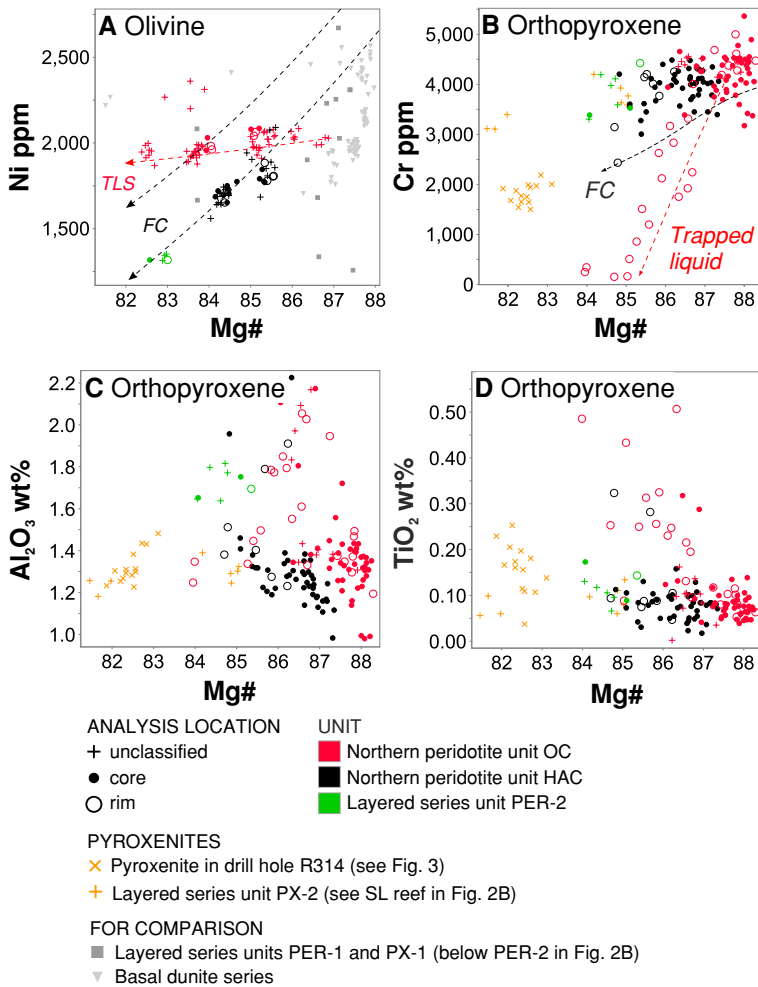 A Olivine
Ni ppm
2,500
2,000
1,500
TLS
FC
82 83 84 85 86 87 88
Mg#
B Orthopyroxene
Cr ppm
5,000
4,000
3,000
2,000
1,000
0
FC
Trapped
liquid
82 83 84 85 86 87 88
Mg#
C Orthopyroxene
Al2O3 wt%
2.2
2.0
1.8
1.6
1.4
1.2
1.0
82 83 84 85 86 87 88
Mg#
D Orthopyroxene
TiO2 wt%
0.50
0.40
0.30
0.20
0.10
0.00
82 83 84 85 86 87 88
Mg#
ANALYSIS LOCATION
unclassified
core
rim
UNIT
Northern peridotite unit OC
Northern peridotite unit HAC
Layered series unit PER-2
PYROXENITES
Pyroxenite in drill hole R314 (see Fig. 3)
Layered series unit PX-2 (see SL reef in Fig. 2B)
FOR COMPARISON
Layered series units PER-1 and PX-1 (below PER-2 in Fig. 2B)
Basal dunite series